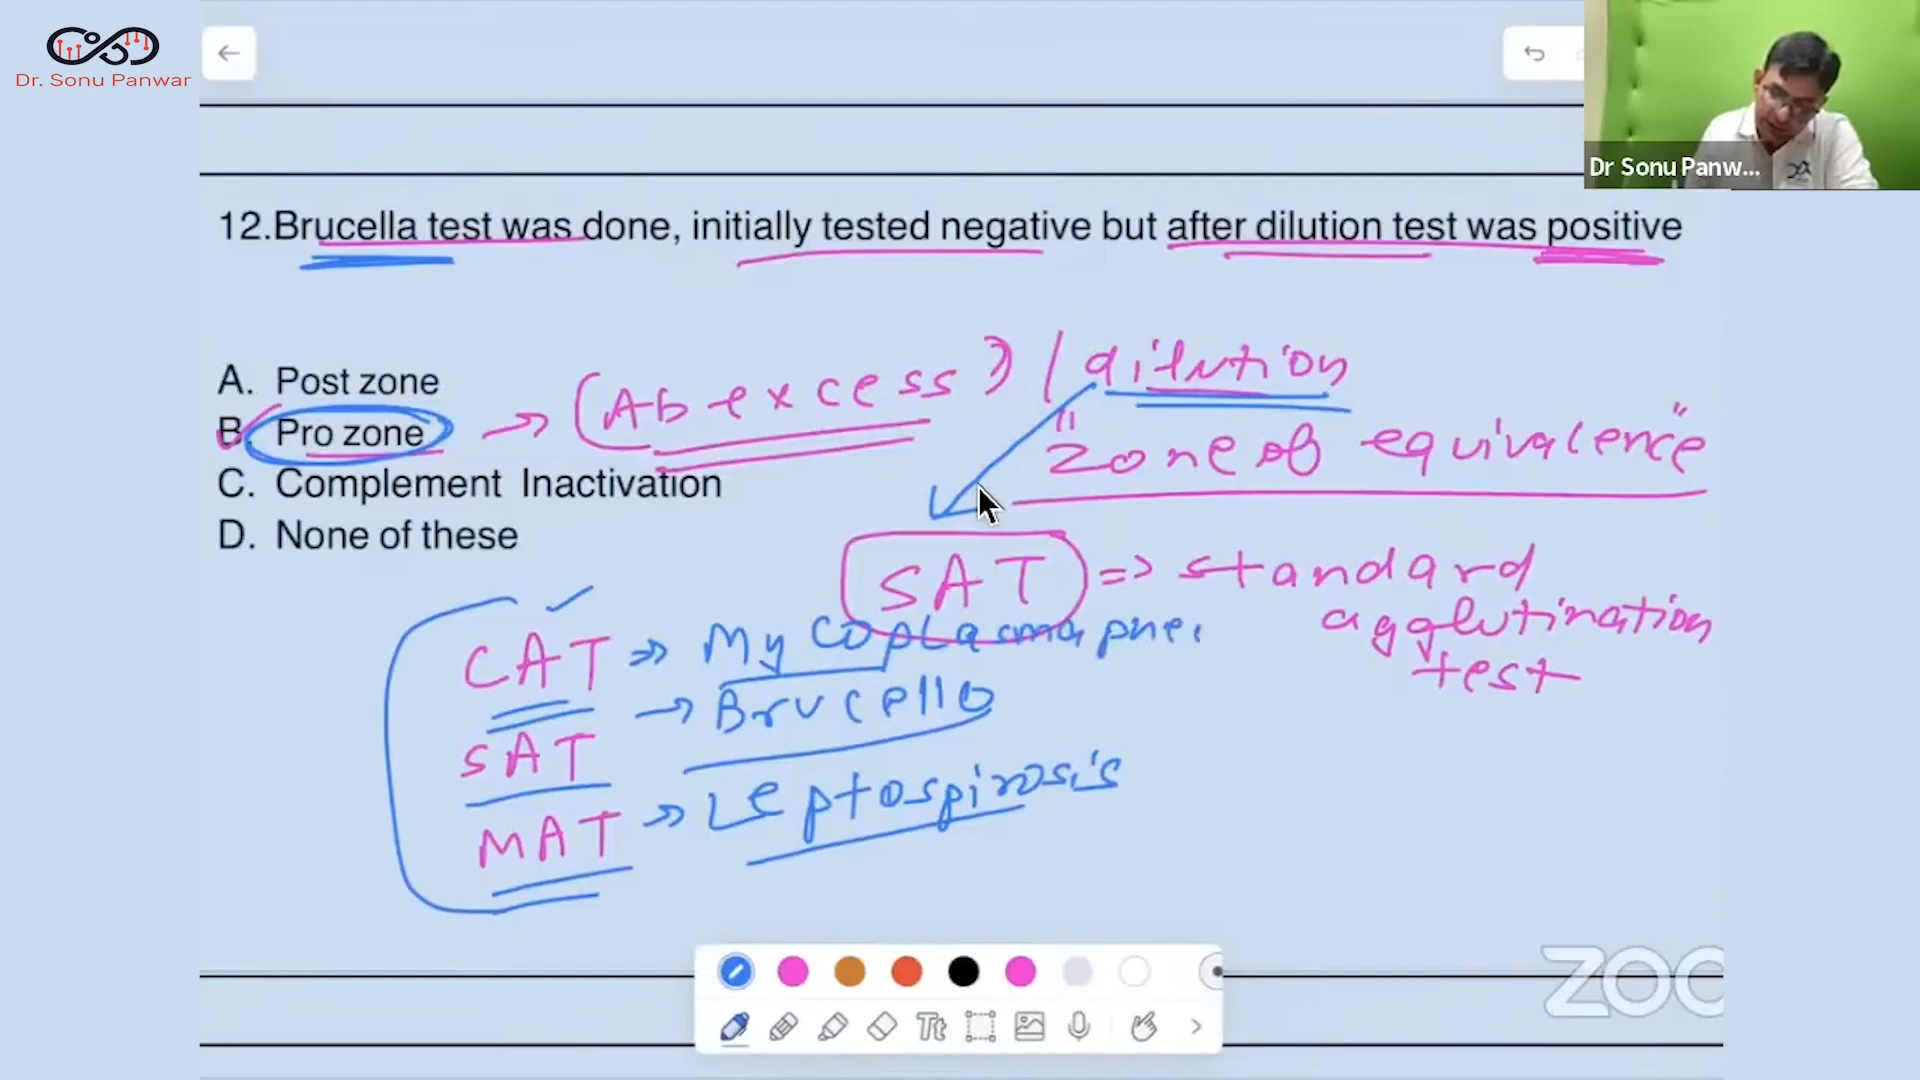 Dr. Sonu Panwar
Dr Sonu Panw...
12.Brucella test was done, initially tested negative but after dilution test was positive
A. Post zone
B. Pro zone → (Ab excess) / dilution
"Zone of equivalence"
C. Complement Inactivation
D. None of these
SAT => standard
agglutination
test
CAT => Mycoplasma pne
SAT → Brucello
MAT => Leptospirosis
Tt
ZOO